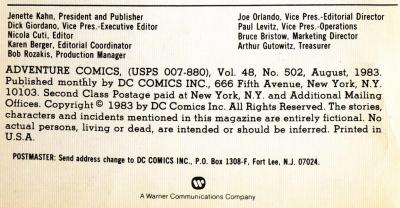 Jenette Kahn, President and Publisher
Dick Giordano, Vice Pres.-Executive Editor
Nicola Cuti, Editor
Karen Berger, Editorial Coordinator
Bob Rozakis, Production Manager
Joe Orlando, Vice Pres.-Editorial Director
Paul Levitz, Vice Pres.-Operations
Bruce Bristow, Marketing Director
Arthur Gutowitz, Treasurer
ADVENTURE COMICS, (USPS 007-880), Vol. 48, No. 502, August, 1983.
Published monthly by DC COMICS INC., 666 Fifth Avenue, New York, N.Y.
10103. Second Class Postage paid at New York, N.Y. and Additional Mailing
Offices. Copyright © 1983 by DC Comics Inc. All Rights Reserved. The stories,
characters and incidents mentioned in this magazine are entirely fictional. No
actual persons, living or dead, are intended or should be inferred. Printed in
U.S.A.
POSTMASTER: Send address change to DC COMICS INC., P.O. Box 1308-F, Fort Lee, N.J. 07024.
A Warner Communications Company